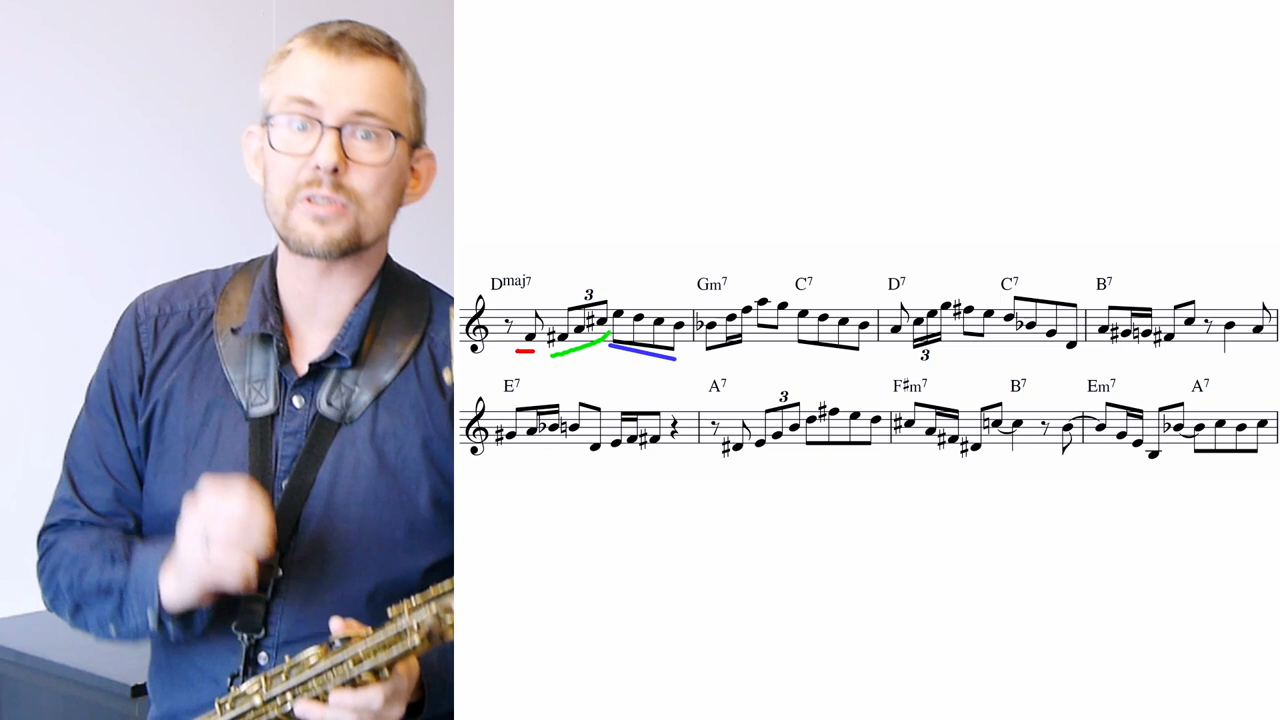 Dmaj7 Gm7 C7 D7 C7 B7
3 3
E7 A7 F♯m7 B7 Em7 A7
3